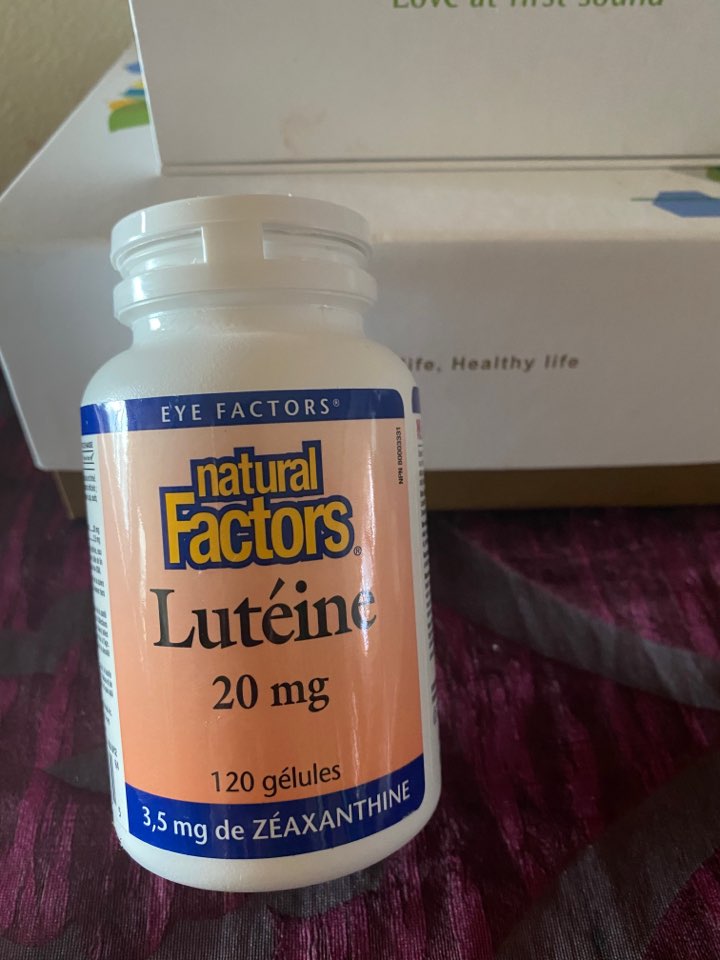 Love at first sound
life, Healthy life
EYE FACTORS®
natural
Factors®
Lutéine
20 mg
120 gélules
3,5 mg de ZÉAXANTHINE